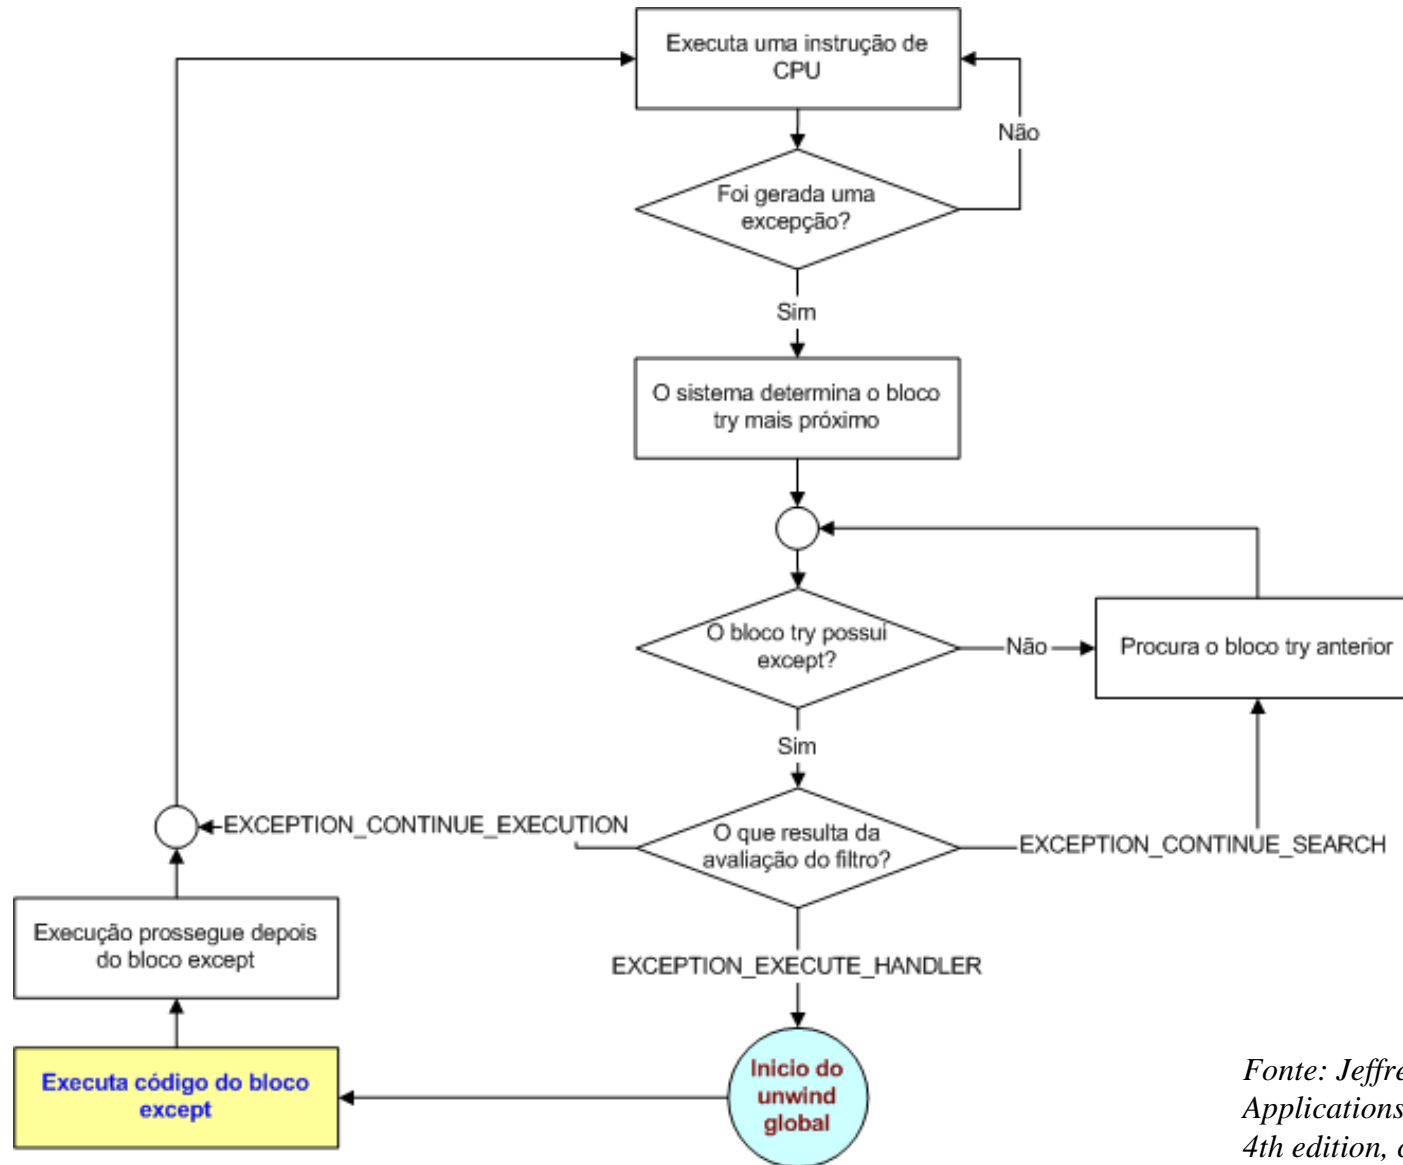 Executa uma instrução de
CPU
Não
Foi gerada uma
excepção?
Sim
O sistema determina o bloco
try mais próximo
O bloco try possui
except?
Não
Procura o bloco try anterior
Sim
EXCEPTION_CONTINUE_EXECUTION
O que resulta da
avaliação do filtro?
EXCEPTION_CONTINUE_SEARCH
Execução prossegue depois
do bloco except
EXCEPTION_EXECUTE_HANDLER
Executa código do bloco
except
Inicio do
unwind
global
Fonte: Jeffre
Applications
4th edition,